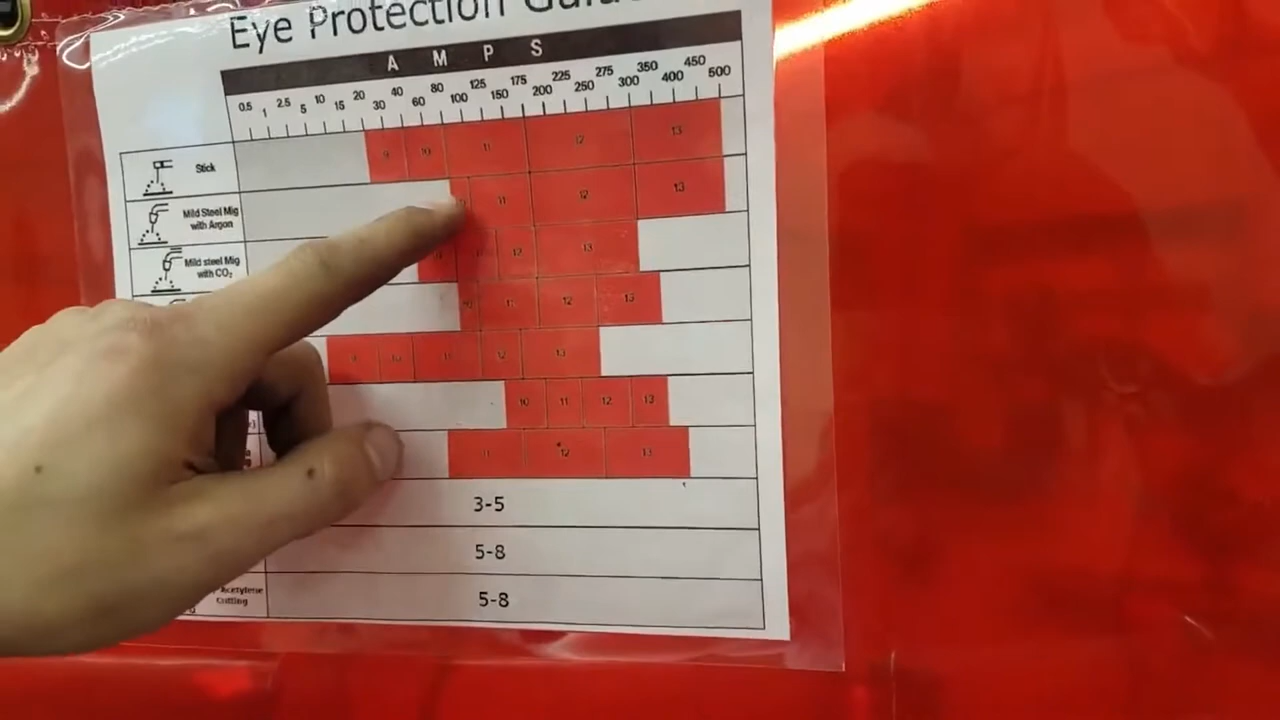 Eye Protection
A M P S
0.5 1 2.5 5 10 15 20 30 40 60 80 100 125 150 175 200 225 250 275 300 350 400 450 500
Stick 9 10 11 12 13
Mild Steel Mig 11 12 13
with Argon
Mild steel Mig 12 13
with CO₂
10 11 12 13
9 10 11 12 13
10 11 12 13
11 12 13
3-5
5-8
Acetylene 5-8
Cutting